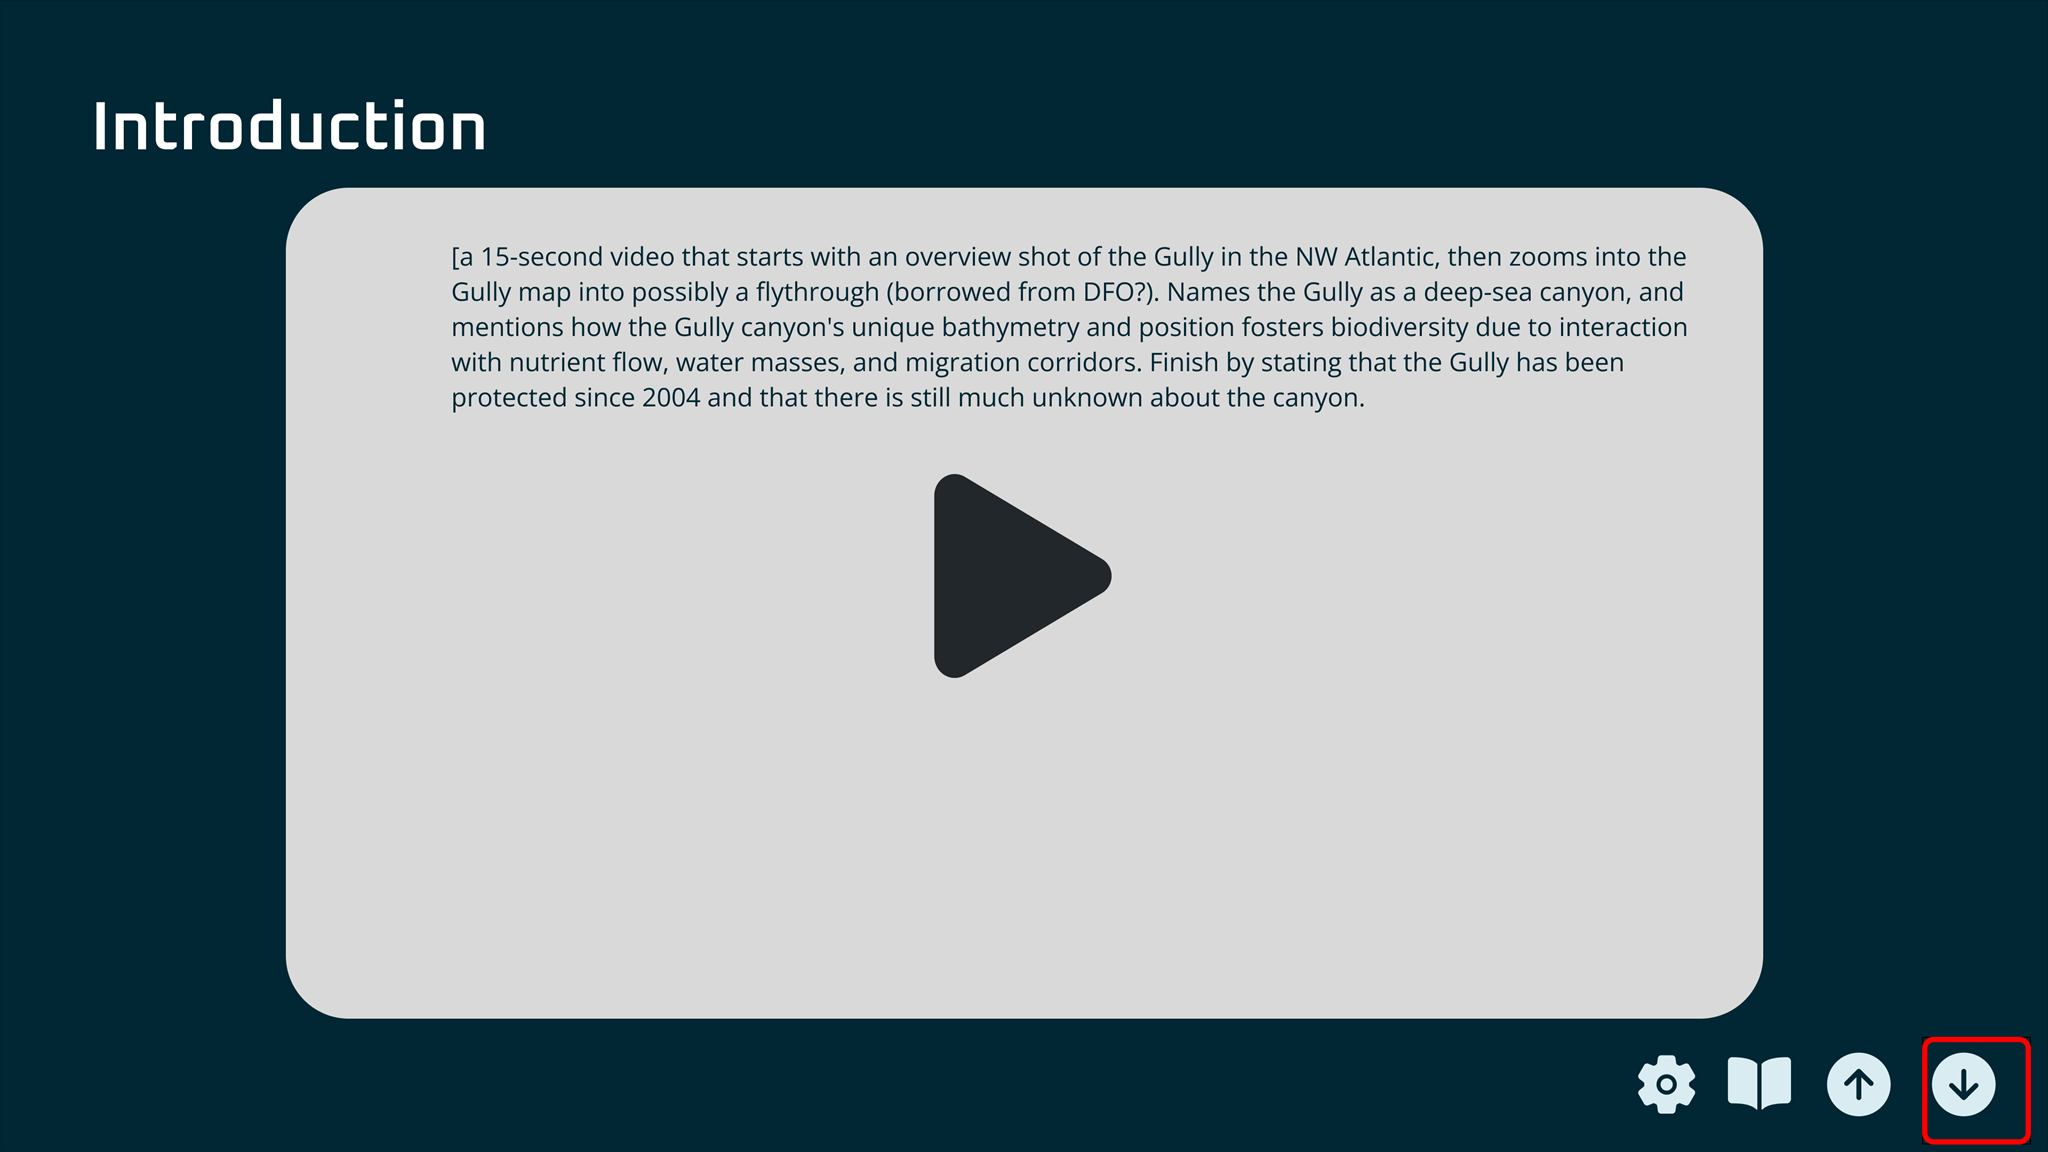 Introduction
[a 15-second video that starts with an overview shot of the Gully in the NW Atlantic, then zooms into the
Gully map into possibly a flythrough (borrowed from DFO?). Names the Gully as a deep-sea canyon, and
mentions how the Gully canyon's unique bathymetry and position fosters biodiversity due to interaction
with nutrient flow, water masses, and migration corridors. Finish by stating that the Gully has been
protected since 2004 and that there is still much unknown about the canyon.